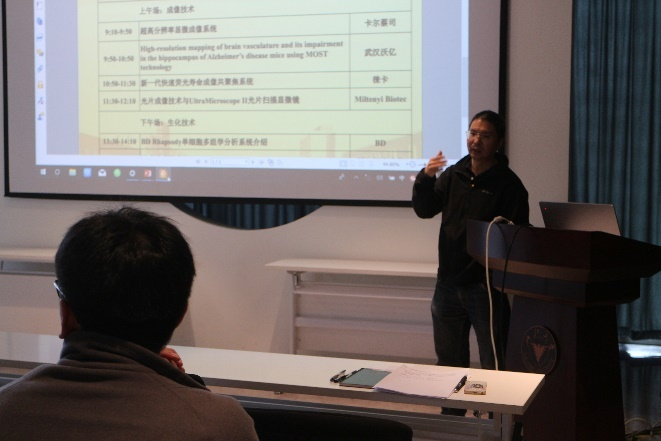 上午场：成像技术
9:10-9:50 超高分辨率显微成像系统 卡尔蔡司
9:50-10:50 High-resolution mapping of brain vasculature and its impairment in the hippocampus of Alzheimer's disease mice using MOST technology 武汉沃亿
10:50-11:30 新一代快速荧光寿命成像共聚焦系统 徕卡
11:30-12:10 光片成像技术与UltraMicroscope II光片扫描显微镜 Miltenyi Biotec
下午场：生化技术
13:30-14:10 BD Rhapsody单细胞多组学分析系统介绍 BD